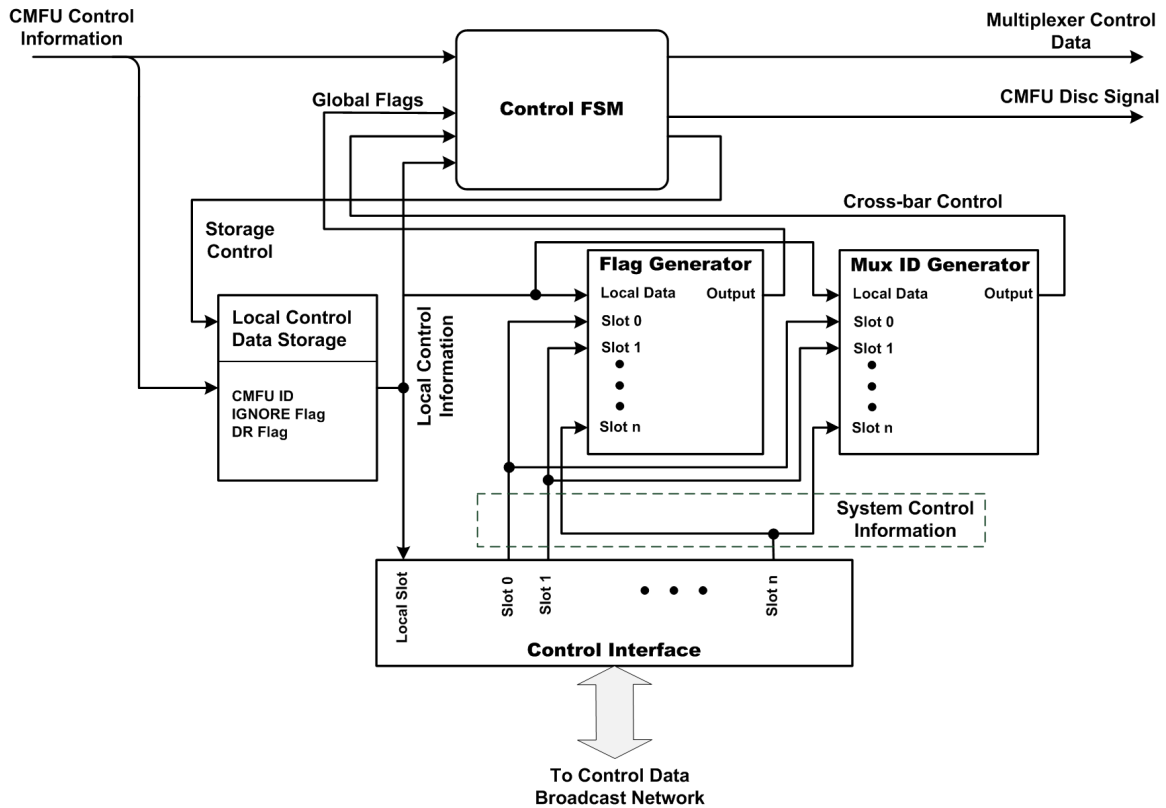 CMFU Control
Information
Multiplexer Control
Data
Global Flags
Control FSM
CMFU Disc Signal
Storage
Control
Cross-bar Control
Local Control
Data Storage
CMFU ID
IGNORE Flag
DR Flag
Local Control
Information
Flag Generator
Local Data
Output
Slot 0
Slot 1
Slot n
Mux ID Generator
Local Data
Output
Slot 0
Slot 1
Slot n
System Control
Information
Local Slot
Slot 0
Slot 1
Slot n
Control Interface
To Control Data
Broadcast Network